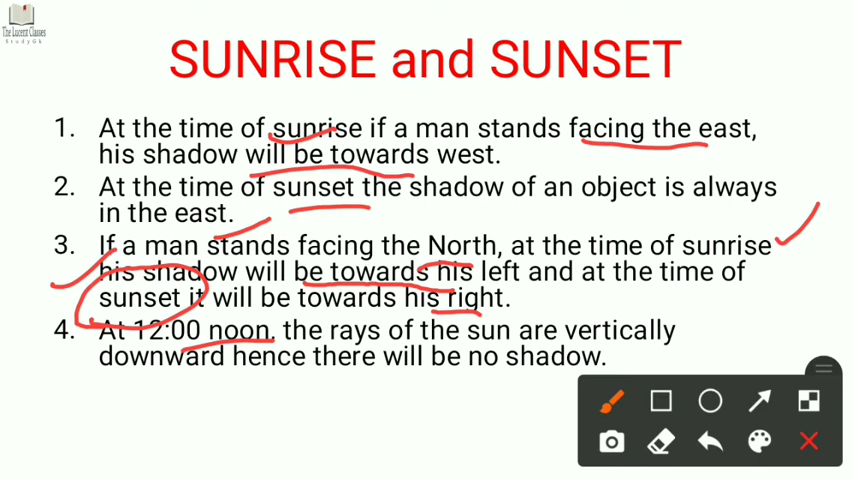 The Lucent Classes
StudyGk
SUNRISE and SUNSET
1. At the time of sunrise if a man stands facing the east,
his shadow will be towards west.
2. At the time of sunset the shadow of an object is always
in the east.
3. If a man stands facing the North, at the time of sunrise
his shadow will be towards his left and at the time of
sunset it will be towards his right.
4. At 12:00 noon, the rays of the sun are vertically
downward hence there will be no shadow.